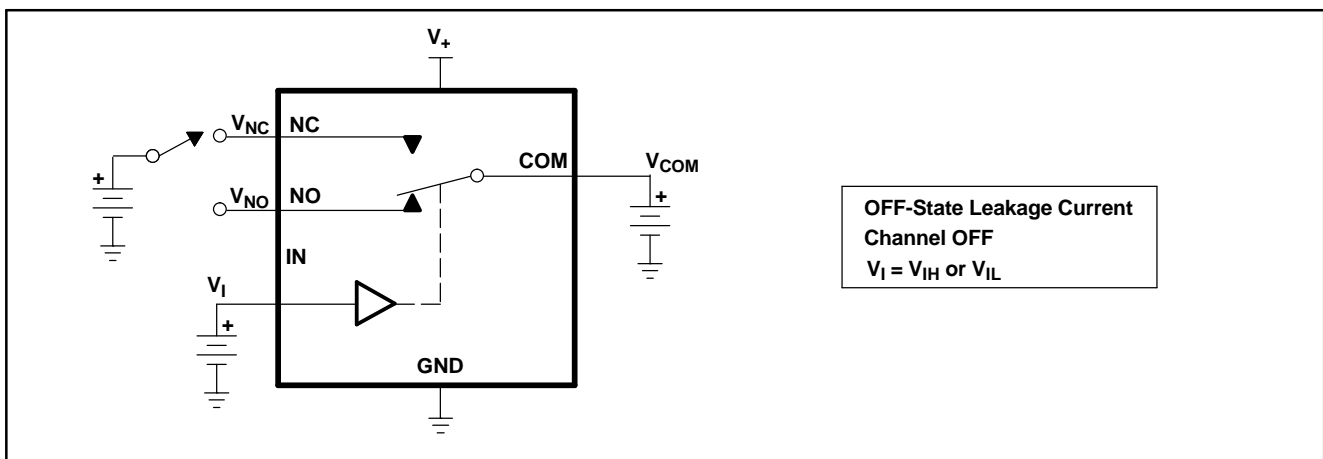 V+
VNC NC
COM VCOM
+
VNO NO
+
IN
VI
+
GND
OFF-State Leakage Current
Channel OFF
VI = VIH or VIL